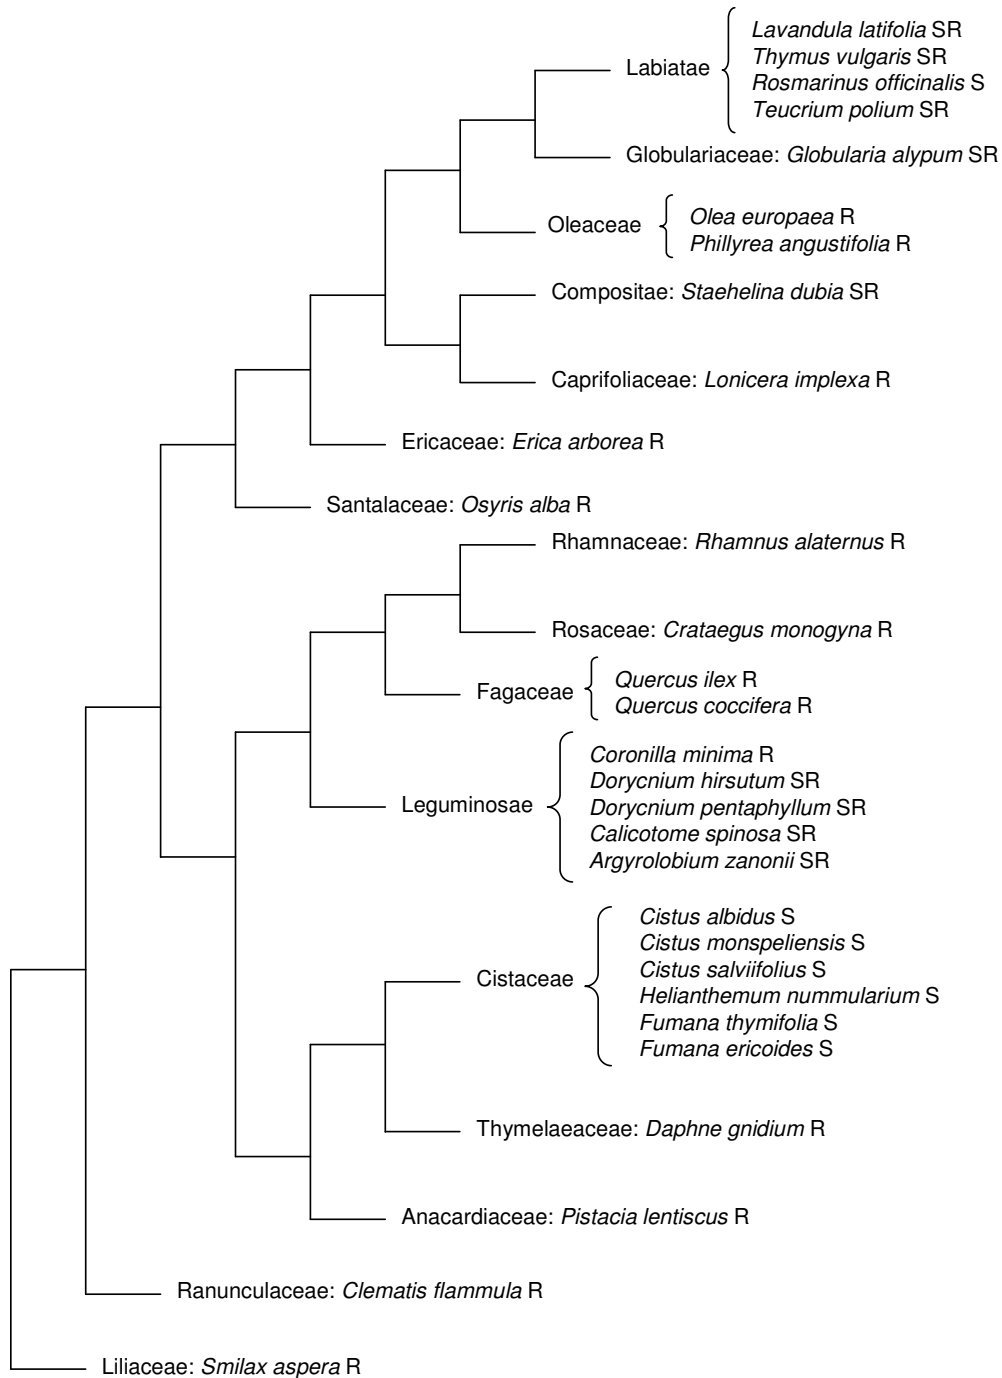 Labiatae
Lavandula latifolia SR
Thymus vulgaris SR
Rosmarinus officinalis S
Teucrium polium SR
Globulariaceae: Globularia alypum SR
Oleaceae
Olea europaea R
Phillyrea angustifolia R
Compositae: Staehelina dubia SR
Caprifoliaceae: Lonicera implexa R
Ericaceae: Erica arborea R
Santalaceae: Osyris alba R
Rhamnaceae: Rhamnus alaternus R
Rosaceae: Crataegus monogyna R
Fagaceae
Quercus ilex R
Quercus coccifera R
Leguminosae
Coronilla minima R
Dorycnium hirsutum SR
Dorycnium pentaphyllum SR
Calicotome spinosa SR
Argyrolobium zanonii SR
Cistaceae
Cistus albidus S
Cistus monspeliensis S
Cistus salviifolius S
Helianthemum nummularium S
Fumana thymifolia S
Fumana ericoides S
Thymelaeaceae: Daphne gnidium R
Anacardiaceae: Pistacia lentiscus R
Ranunculaceae: Clematis flammula R
Liliaceae: Smilax aspera R